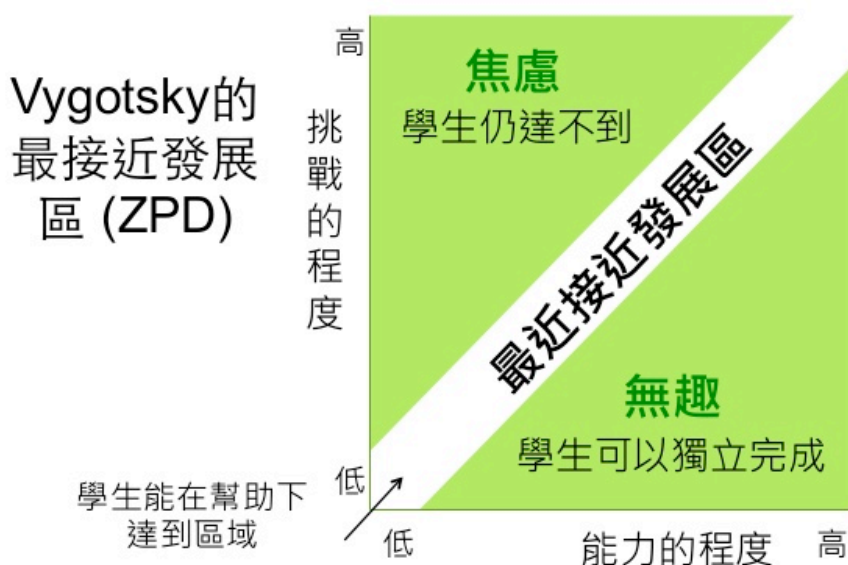 Vygotsky的
最接近發展
區 (ZPD)
高
挑戰的程度
低
焦慮
學生仍達不到
最近接近發展區
無趣
學生可以獨立完成
學生能在幫助下
達到區域
低
能力的程度
高